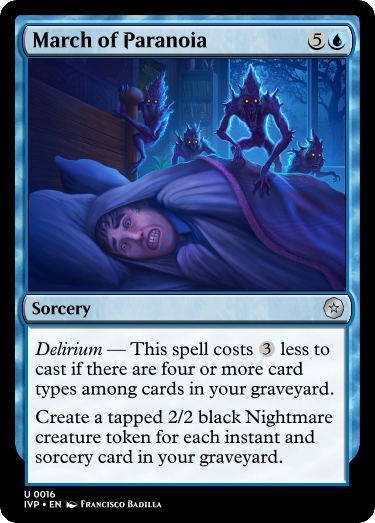 March of Paranoia 5
Sorcery
Delirium — This spell costs 3 less to
cast if there are four or more card
types among cards in your graveyard.
Create a tapped 2/2 black Nightmare
creature token for each instant and
sorcery card in your graveyard.
U 0016
IVP • EN Francisco Badilla